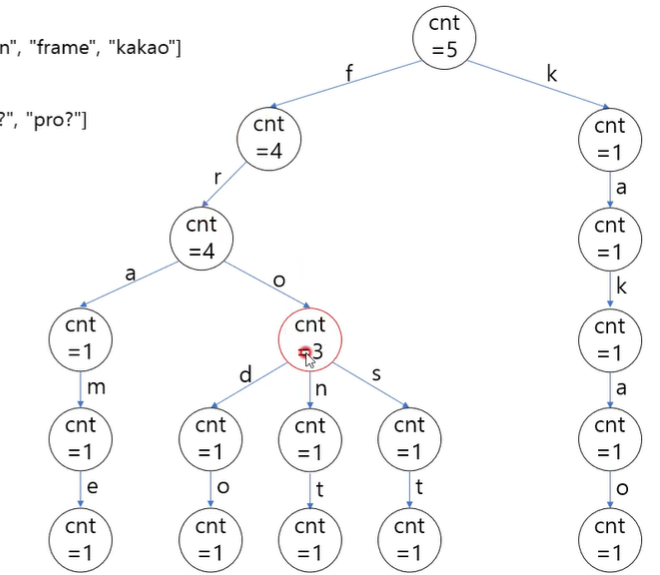 n", "frame", "kakao"]
?", "pro?"]
cnt
=5
f
k
cnt
=4
cnt
=1
r
a
cnt
=4
cnt
=1
a
o
k
cnt
=1
cnt
=3
cnt
=1
m
d
n
s
a
cnt
=1
cnt
=1
cnt
=1
cnt
=1
cnt
=1
e
o
t
t
o
cnt
=1
cnt
=1
cnt
=1
cnt
=1
cnt
=1